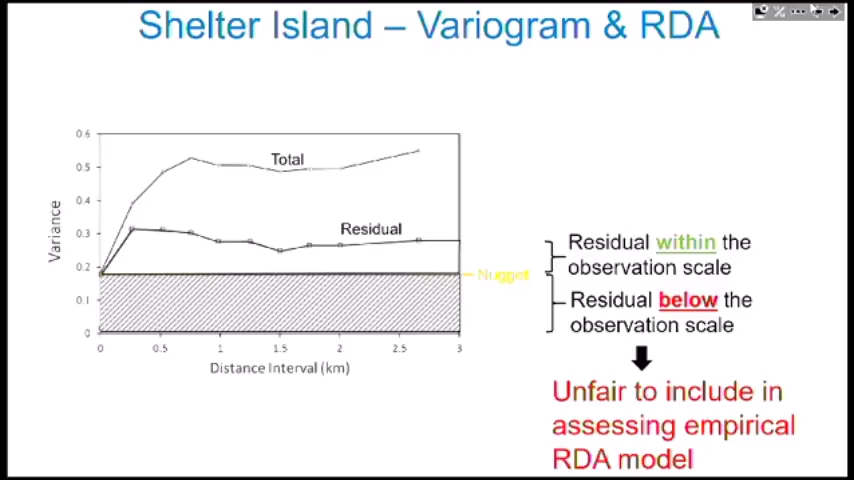 Shelter Island – Variogram & RDA
0.6
0.5
0.4
0.3
0.2
0.1
0
Variance
Total
Residual
Nugget
0
0.5
1
1.5
2
2.5
3
Distance Interval (km)
Residual within the
observation scale
Residual below the
observation scale
Unfair to include in
assessing empirical
RDA model